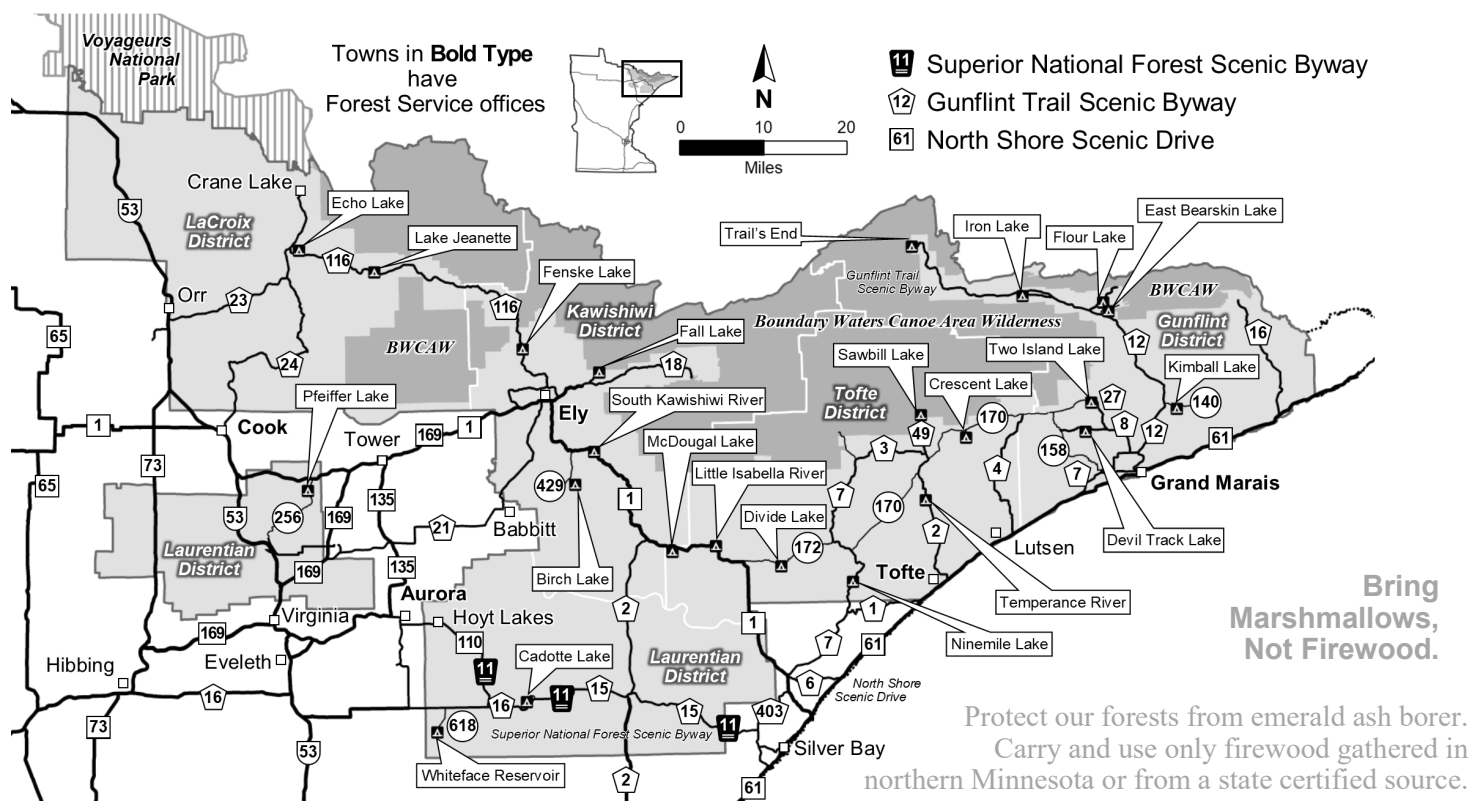 Voyageurs
National
Park
Towns in Bold Type
have
Forest Service offices
N
0 10 20
Miles
11 Superior National Forest Scenic Byway
12 Gunflint Trail Scenic Byway
61 North Shore Scenic Drive
Crane Lake
Echo Lake
53
LaCroix
District
Lake Jeanette
116
Trail's End
Iron Lake
East Bearskin Lake
Flour Lake
Fenske Lake
Gunflint Trail
Scenic Byway
Orr
23
116
BWCAW
Kawishiwi
District
Boundary Waters Canoe Area Wilderness
Gunflint
District
16
65
BWCAW
Fall Lake
12
24
18
Sawbill Lake
Two Island Lake
Kimball Lake
Pfeiffer Lake
Crescent Lake
South Kawishiwi River
Tofte
District
27
140
Ely
170
1
Cook
169
1
49
8
12
61
Tower
McDougal Lake
3
158
73
Little Isabella River
4
7
65
429
Grand Marais
135
1
7
170
53
256
169
Divide Lake
21
Babbitt
2
Lutsen
Devil Track Lake
172
Laurentian
District
169
135
Birch Lake
Tofte
Aurora
Temperance River
Bring
Marshmallows,
Not Firewood.
Virginia
Hoyt Lakes
2
1
1
169
110
7
61
Ninemile Lake
Hibbing
Eveleth
Cadotte Lake
Laurentian
District
11
6
North Shore
Scenic Drive
16
16
11
15
15
403
73
618
Superior National Forest Scenic Byway
11
Protect our forests from emerald ash borer.
Carry and use only firewood gathered in
northern Minnesota or from a state certified source.
53
Silver Bay
Whiteface Reservoir
2
61